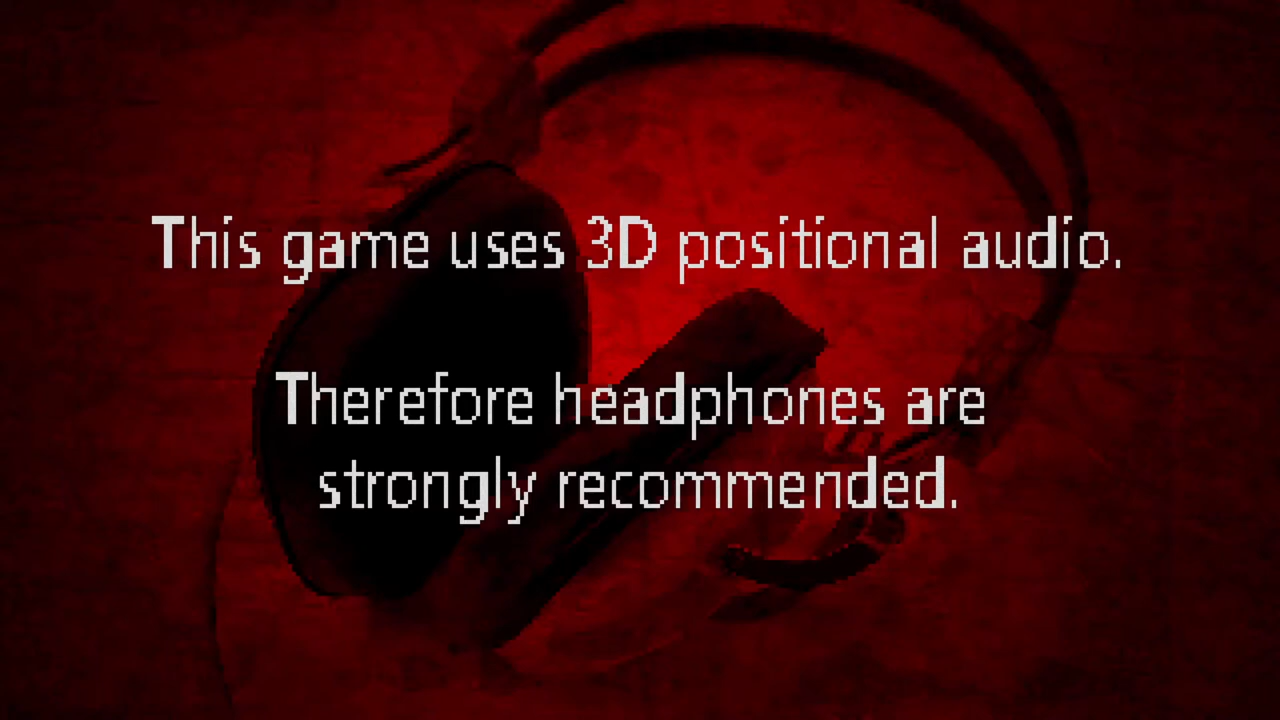 This game uses 3D positional audio.
Therefore headphones are
strongly recommended.